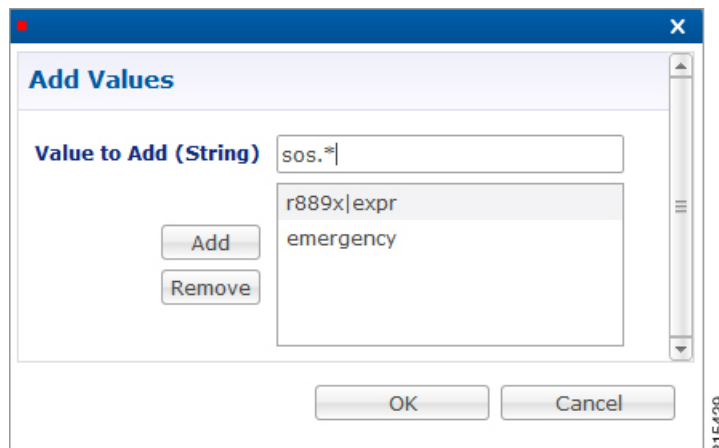 X
Add Values
Value to Add (String) sos.*
r889x|expr
Add emergency
Remove
OK Cancel